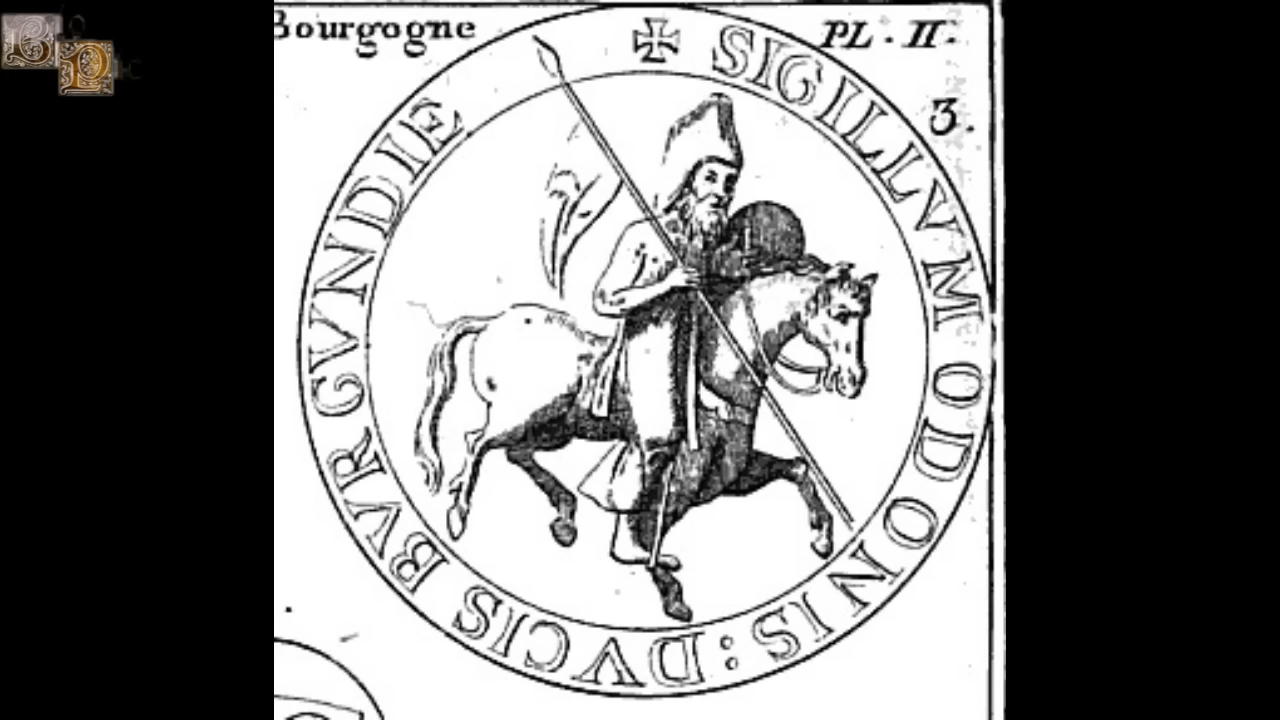 Bourgogne
PL. II.
3.
✠ SIGILLVM ODONIS : DVCIS BVRGVNDIE